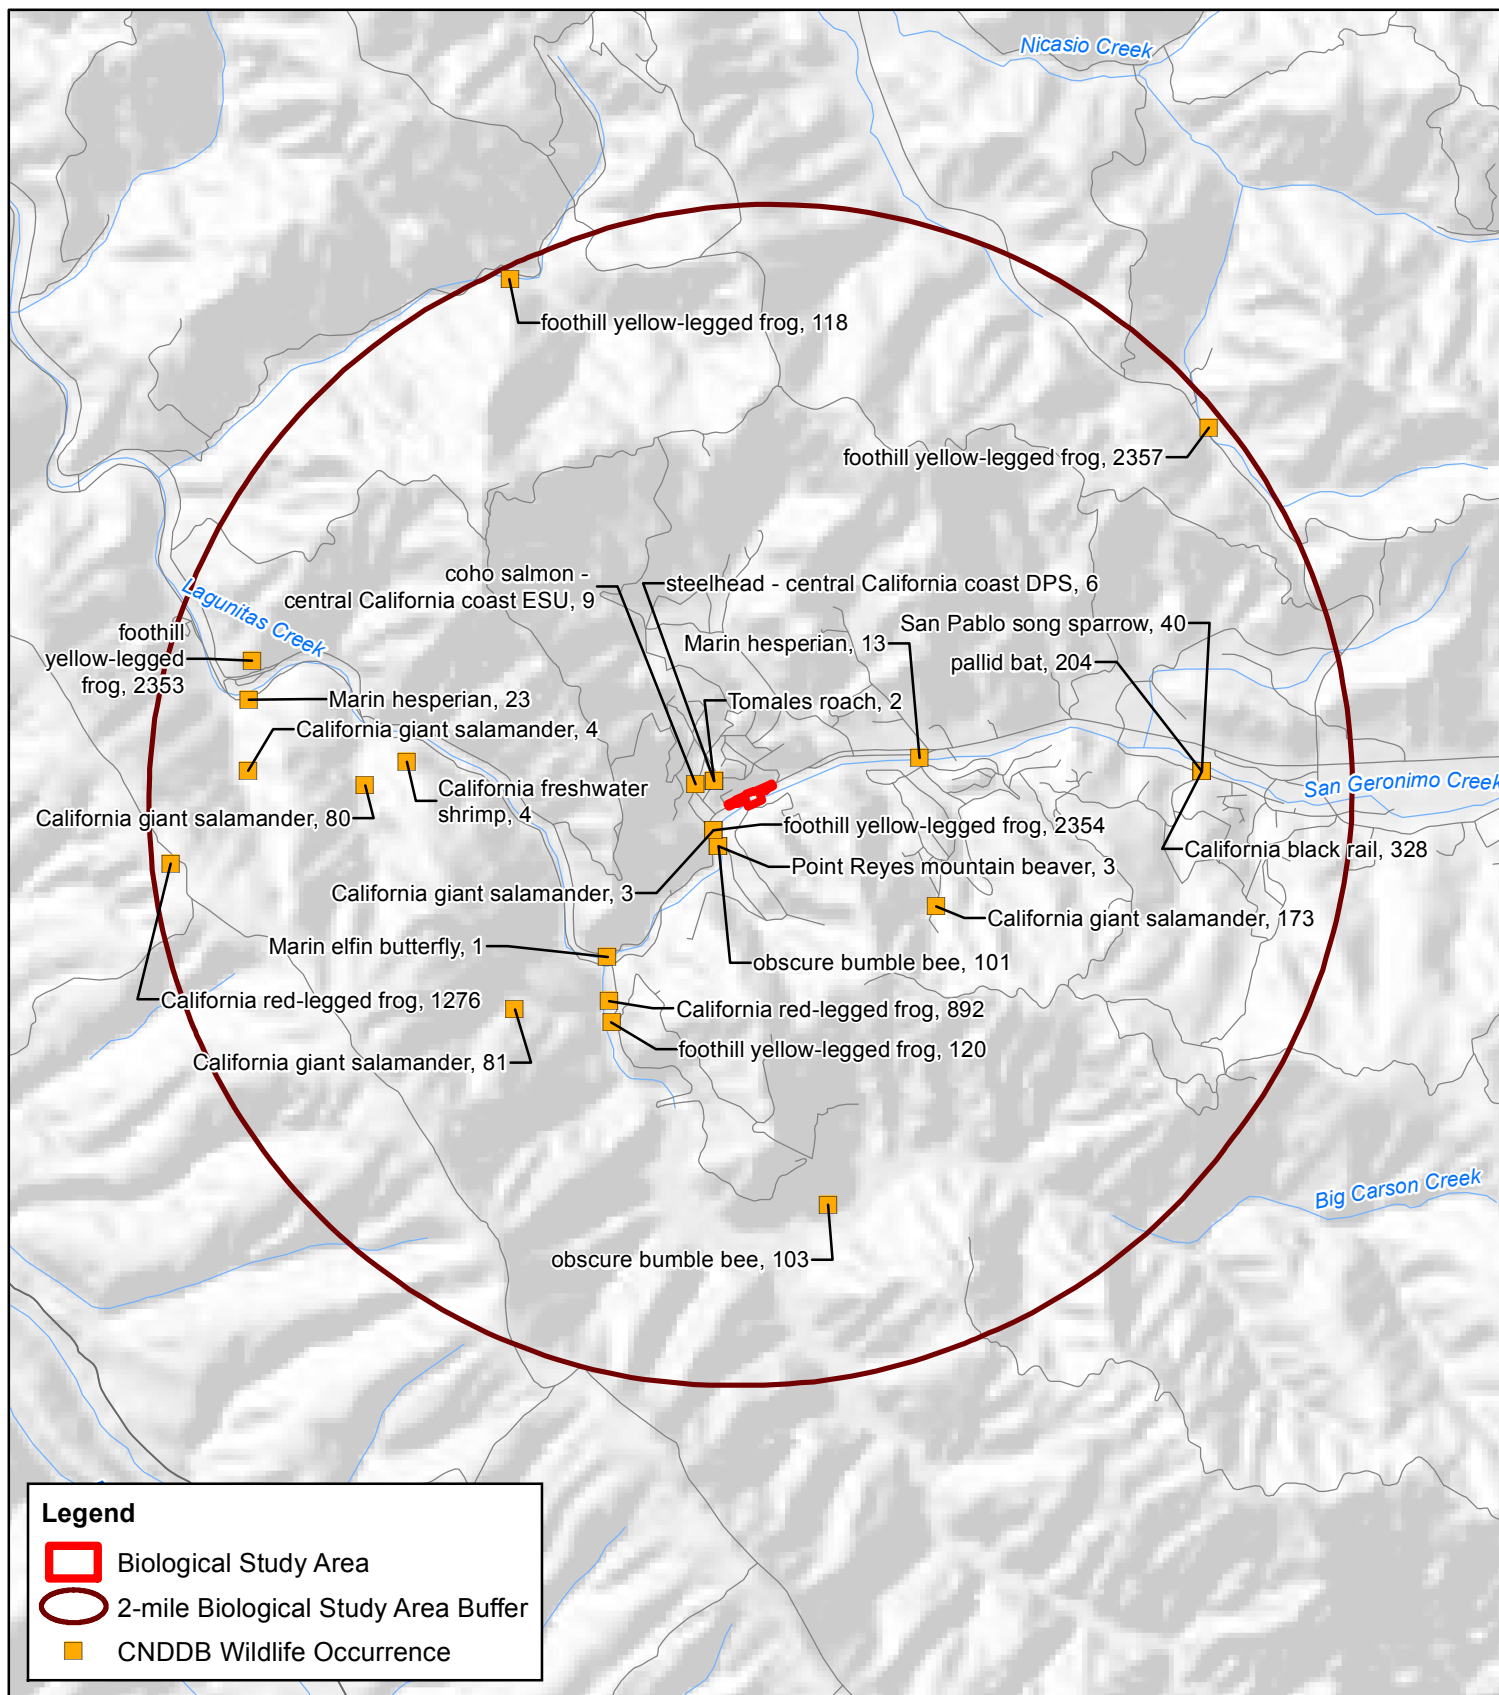 Nicasio Creek
foothill yellow-legged frog, 118
foothill yellow-legged frog, 2357
coho salmon -
central California coast ESU, 9
steelhead - central California coast DPS, 6
San Pablo song sparrow, 40
Marin hesperian, 13
pallid bat, 204
Lagunitas Creek
foothill
yellow-legged
frog, 2353
Marin hesperian, 23
Tomales roach, 2
California giant salamander, 4
California freshwater
shrimp, 4
San Geronimo Creek
California giant salamander, 80
foothill yellow-legged frog, 2354
California black rail, 328
Point Reyes mountain beaver, 3
California giant salamander, 3
California giant salamander, 173
Marin elfin butterfly, 1
obscure bumble bee, 101
California red-legged frog, 1276
California red-legged frog, 892
foothill yellow-legged frog, 120
California giant salamander, 81
Big Carson Creek
obscure bumble bee, 103
Legend
Biological Study Area
2-mile Biological Study Area Buffer
CNDDB Wildlife Occurrence